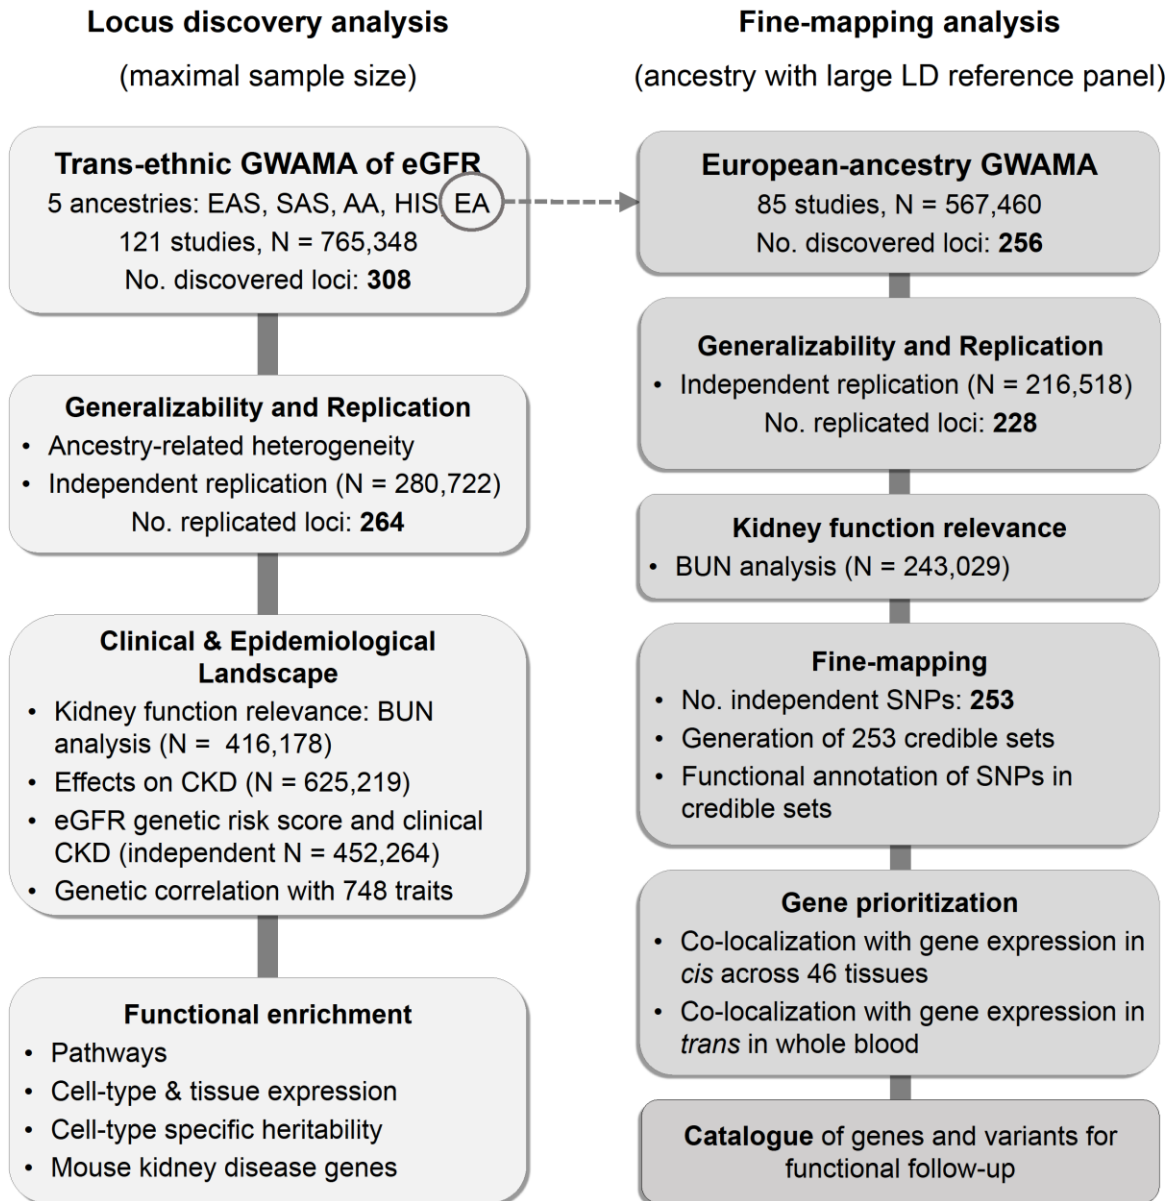 Locus discovery analysis
(maximal sample size)
Trans-ethnic GWAMA of eGFR
5 ancestries: EAS, SAS, AA, HIS, EA
121 studies, N = 765,348
No. discovered loci: 308
Generalizability and Replication
• Ancestry-related heterogeneity
• Independent replication (N = 280,722)
No. replicated loci: 264
Clinical & Epidemiological
Landscape
• Kidney function relevance: BUN
analysis (N = 416,178)
• Effects on CKD (N = 625,219)
• eGFR genetic risk score and clinical
CKD (independent N = 452,264)
• Genetic correlation with 748 traits
Functional enrichment
• Pathways
• Cell-type & tissue expression
• Cell-type specific heritability
• Mouse kidney disease genes
Fine-mapping analysis
(ancestry with large LD reference panel)
European-ancestry GWAMA
85 studies, N = 567,460
No. discovered loci: 256
Generalizability and Replication
• Independent replication (N = 216,518)
No. replicated loci: 228
Kidney function relevance
• BUN analysis (N = 243,029)
Fine-mapping
• No. independent SNPs: 253
• Generation of 253 credible sets
• Functional annotation of SNPs in
credible sets
Gene prioritization
• Co-localization with gene expression in
cis across 46 tissues
• Co-localization with gene expression in
trans in whole blood
Catalogue of genes and variants for
functional follow-up